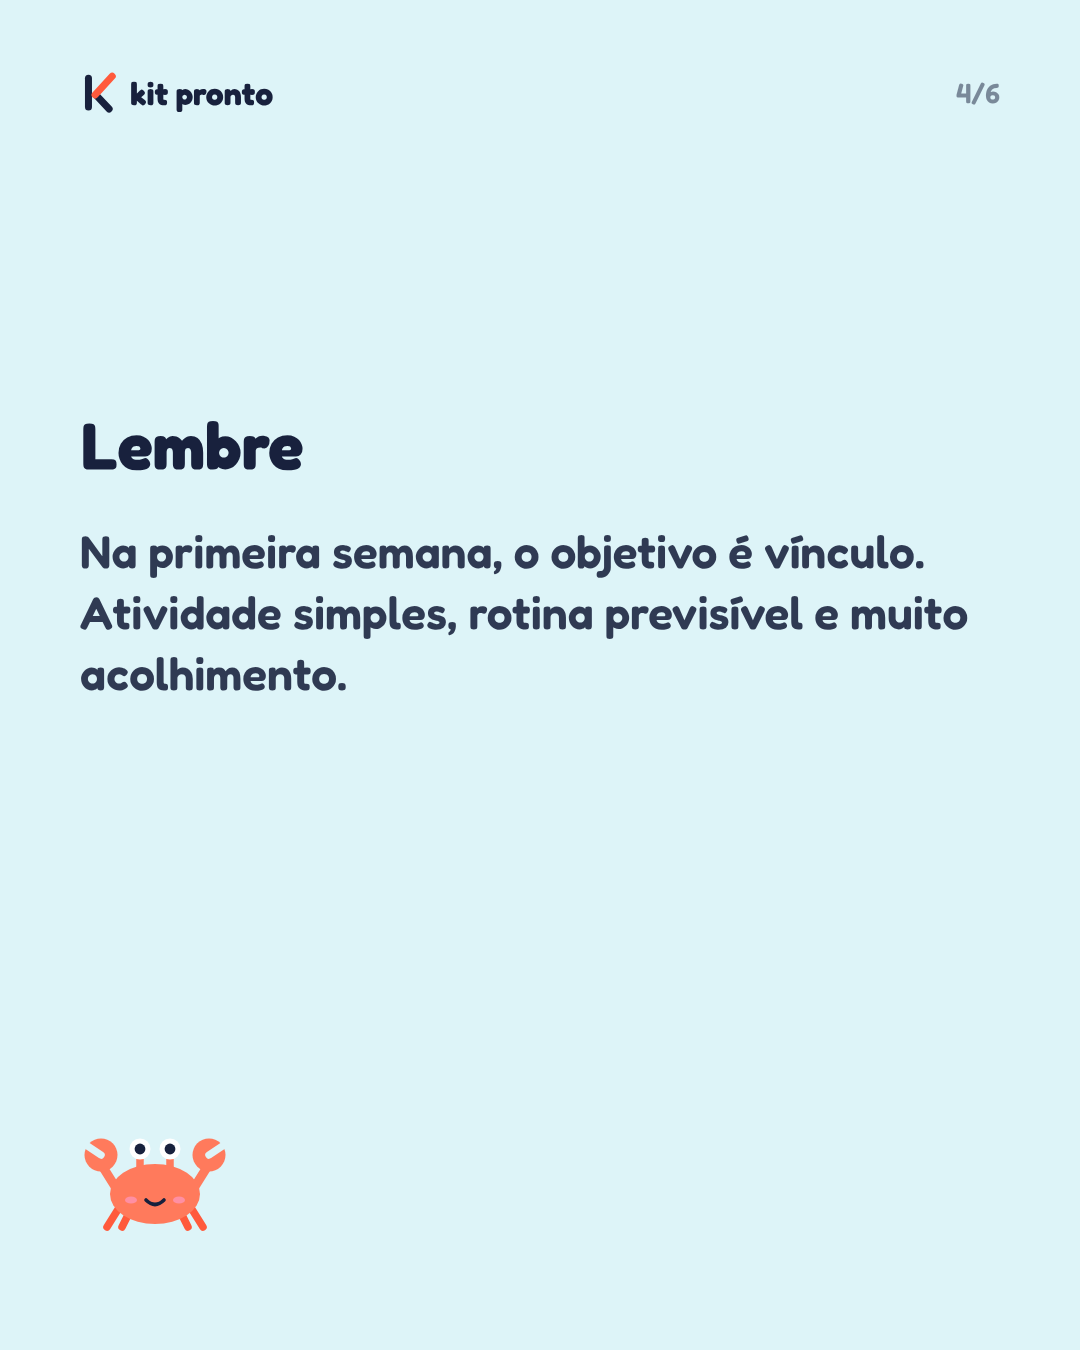 kit pronto
4/6
Lembre
Na primeira semana, o objetivo é vínculo.
Atividade simples, rotina previsível e muito
acolhimento.